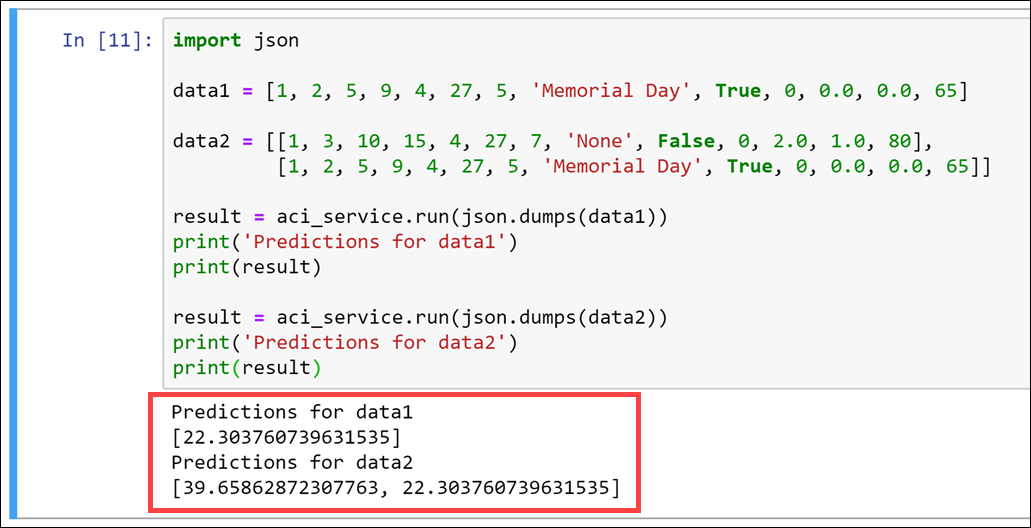 In [11]: import json
data1 = [1, 2, 5, 9, 4, 27, 5, 'Memorial Day', True, 0, 0.0, 0.0, 65]
data2 = [[1, 3, 10, 15, 4, 27, 7, 'None', False, 0, 2.0, 1.0, 80],
[1, 2, 5, 9, 4, 27, 5, 'Memorial Day', True, 0, 0.0, 0.0, 65]]
result = aci_service.run(json.dumps(data1))
print('Predictions for data1')
print(result)
result = aci_service.run(json.dumps(data2))
print('Predictions for data2')
print(result)
Predictions for data1
[22.303760739631535]
Predictions for data2
[39.65862872307763, 22.303760739631535]